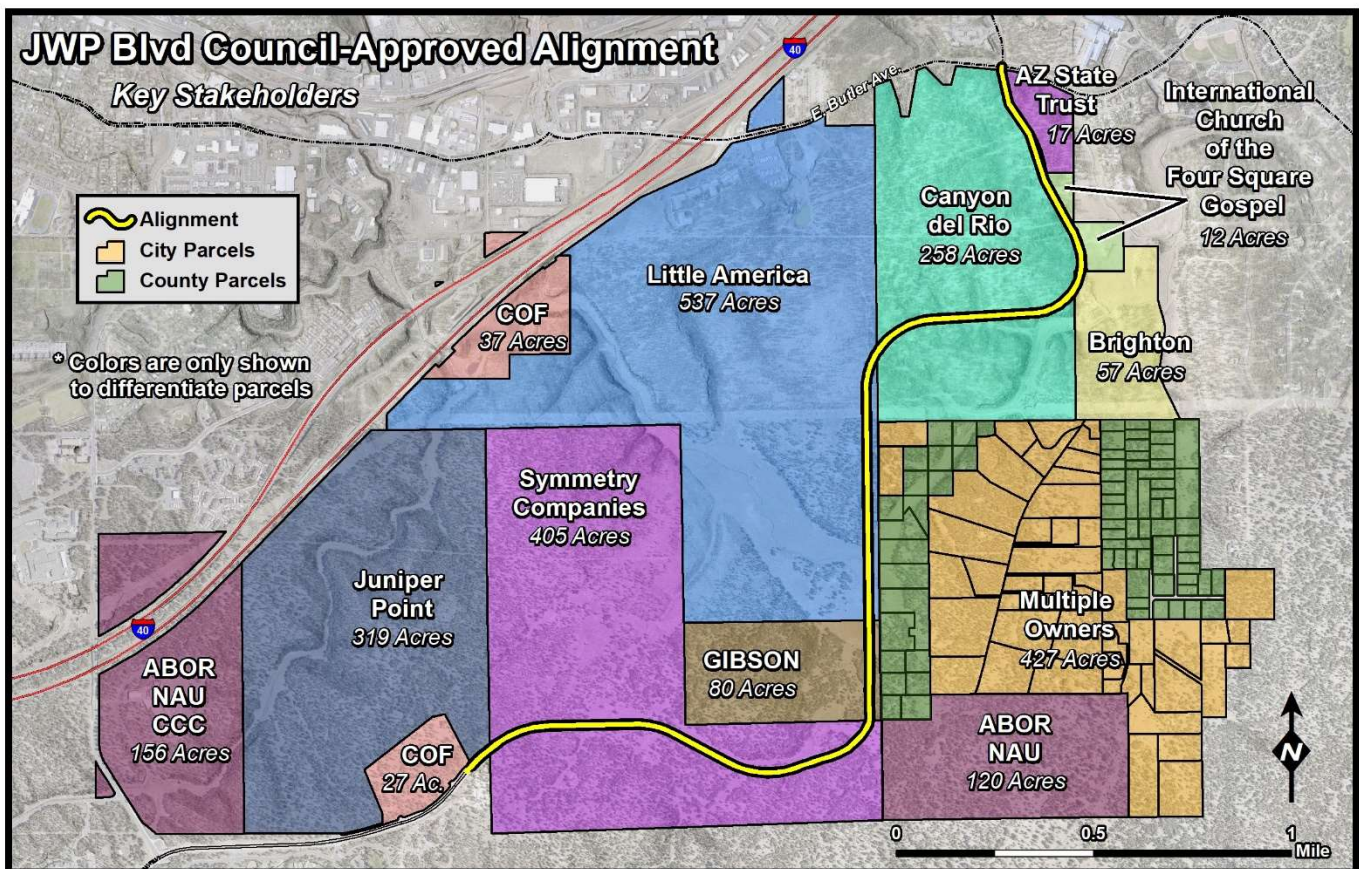 JWP Blvd Council-Approved Alignment
Key Stakeholders
40
E. Butler Ave.
AZ State
Trust
17 Acres
International
Church
of the
Four Square
Gospel
12 Acres
Alignment
City Parcels
County Parcels
* Colors are only shown
to differentiate parcels
Canyon
del Rio
258 Acres
Little America
537 Acres
COF
37 Acres
Brighton
57 Acres
Symmetry
Companies
405 Acres
Juniper
Point
319 Acres
40
Multiple
Owners
427 Acres
GIBSON
80 Acres
ABOR
NAU
CCC
156 Acres
COF
27 Ac.
ABOR
NAU
120 Acres
N
0 0.5 1
Mile